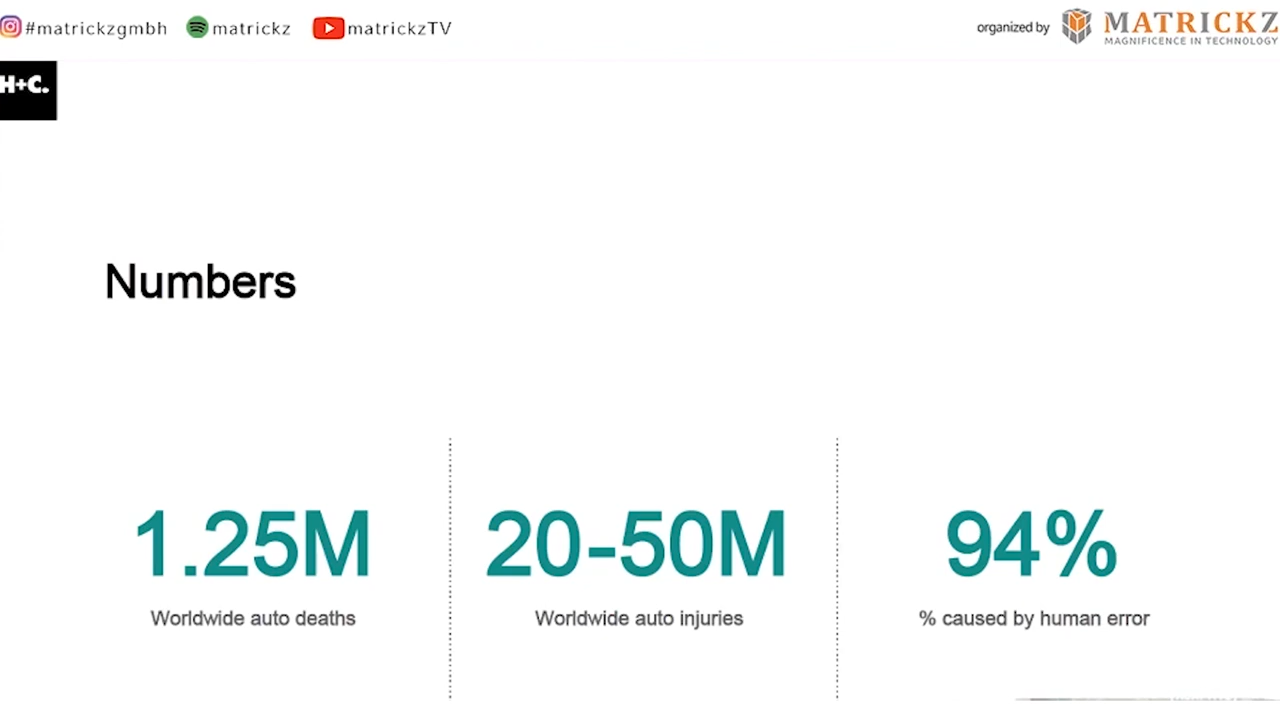 #matrickzgmbh matrickz matrickzTV organized by MATRICKZ
MAGNIFICENCE IN TECHNOLOGY
H+C.
Numbers
1.25M 20-50M 94%
Worldwide auto deaths Worldwide auto injuries % caused by human error